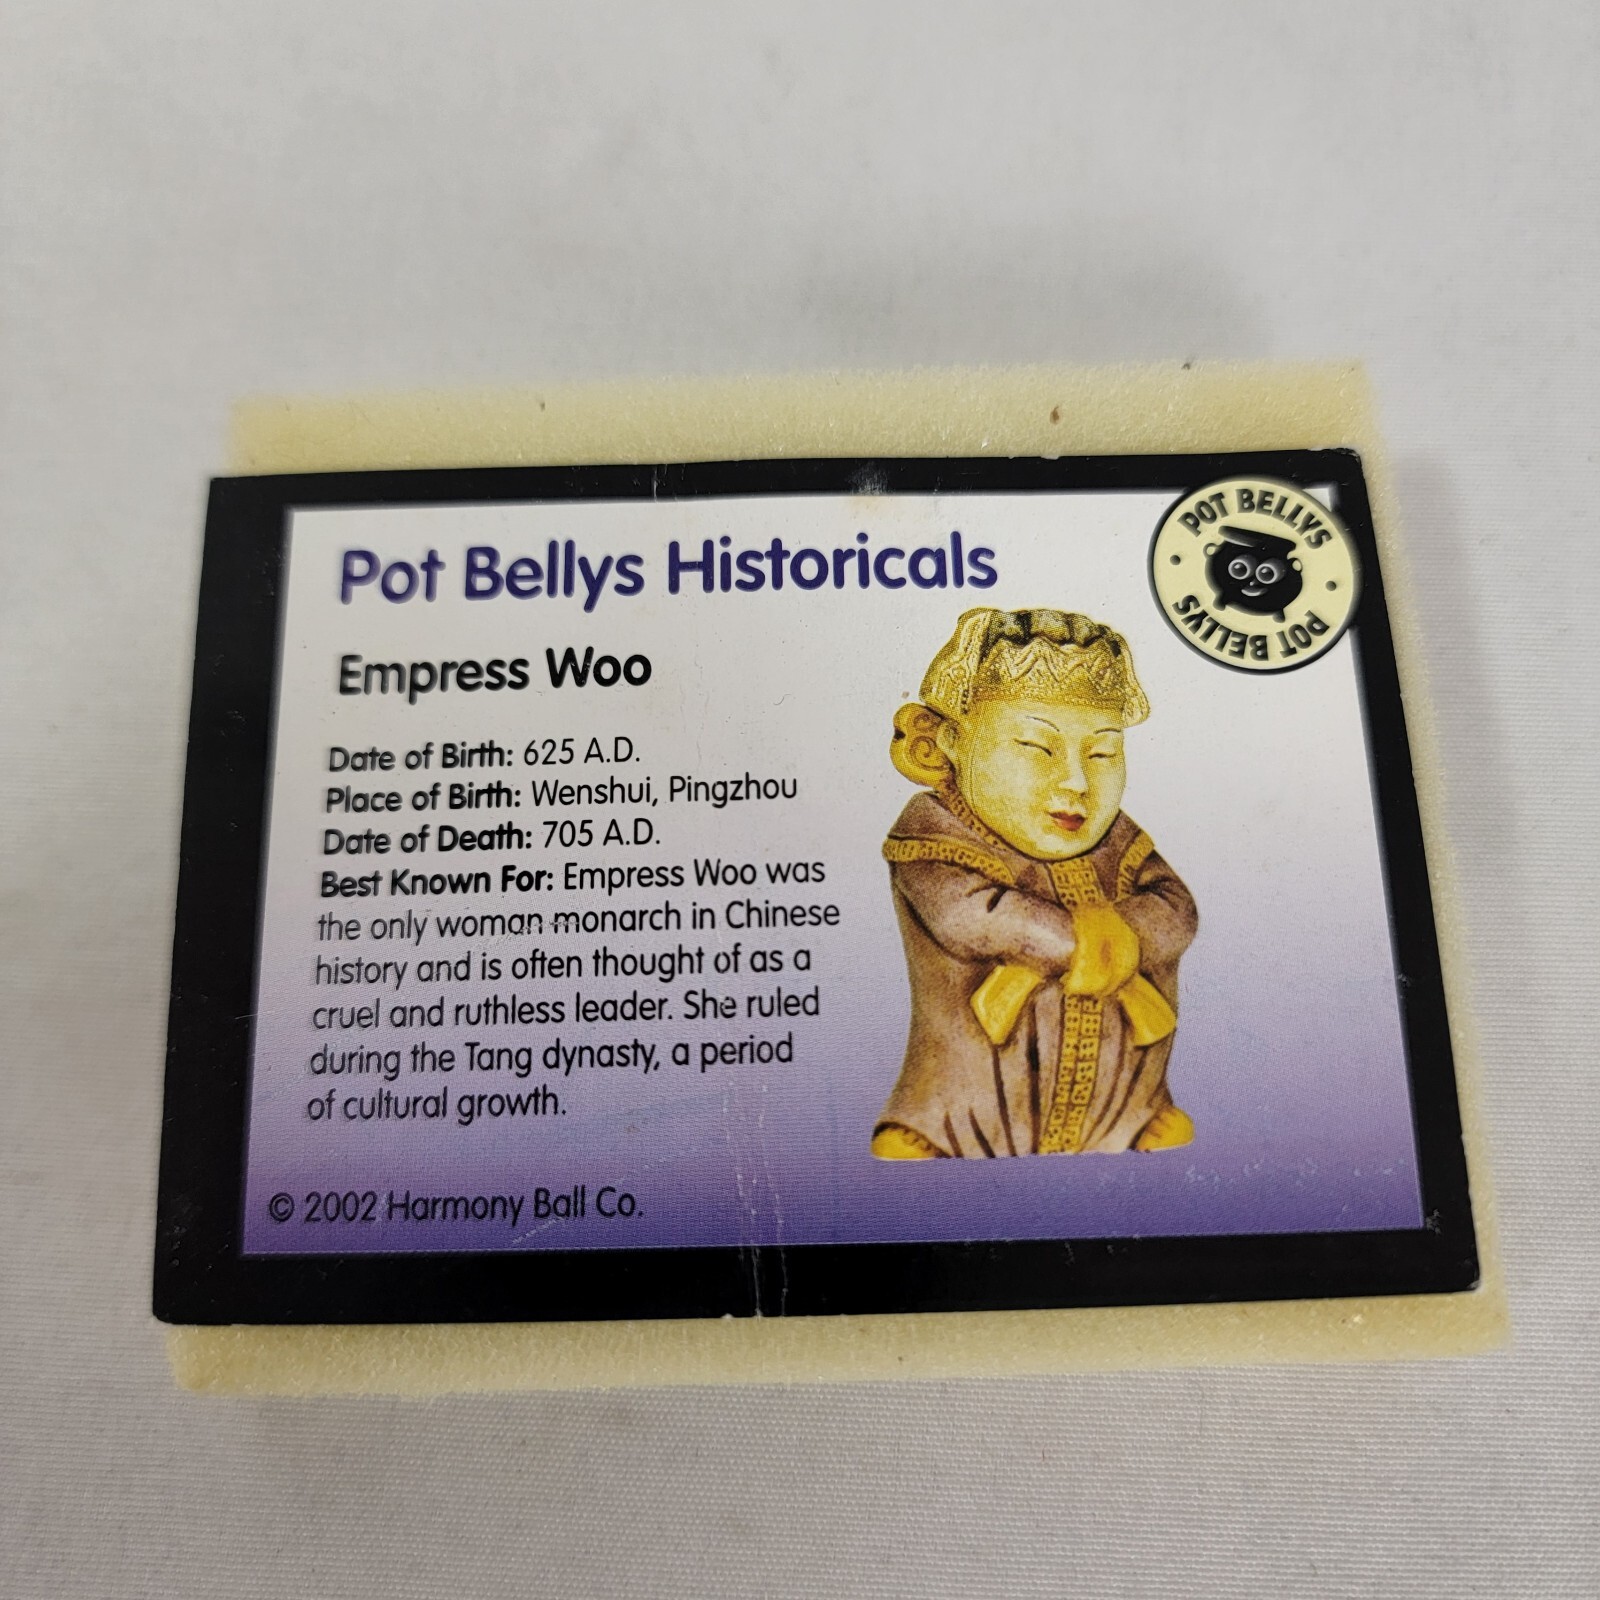 POT BELLYS
POT BELLYS
Pot Bellys Historicals
Empress Woo
Date of Birth: 625 A.D.
Place of Birth: Wenshui, Pingzhou
Date of Death: 705 A.D.
Best Known For: Empress Woo was
the only woman monarch in Chinese
history and is often thought of as a
cruel and ruthless leader. She ruled
during the Tang dynasty, a period
of cultural growth.
© 2002 Harmony Ball Co.